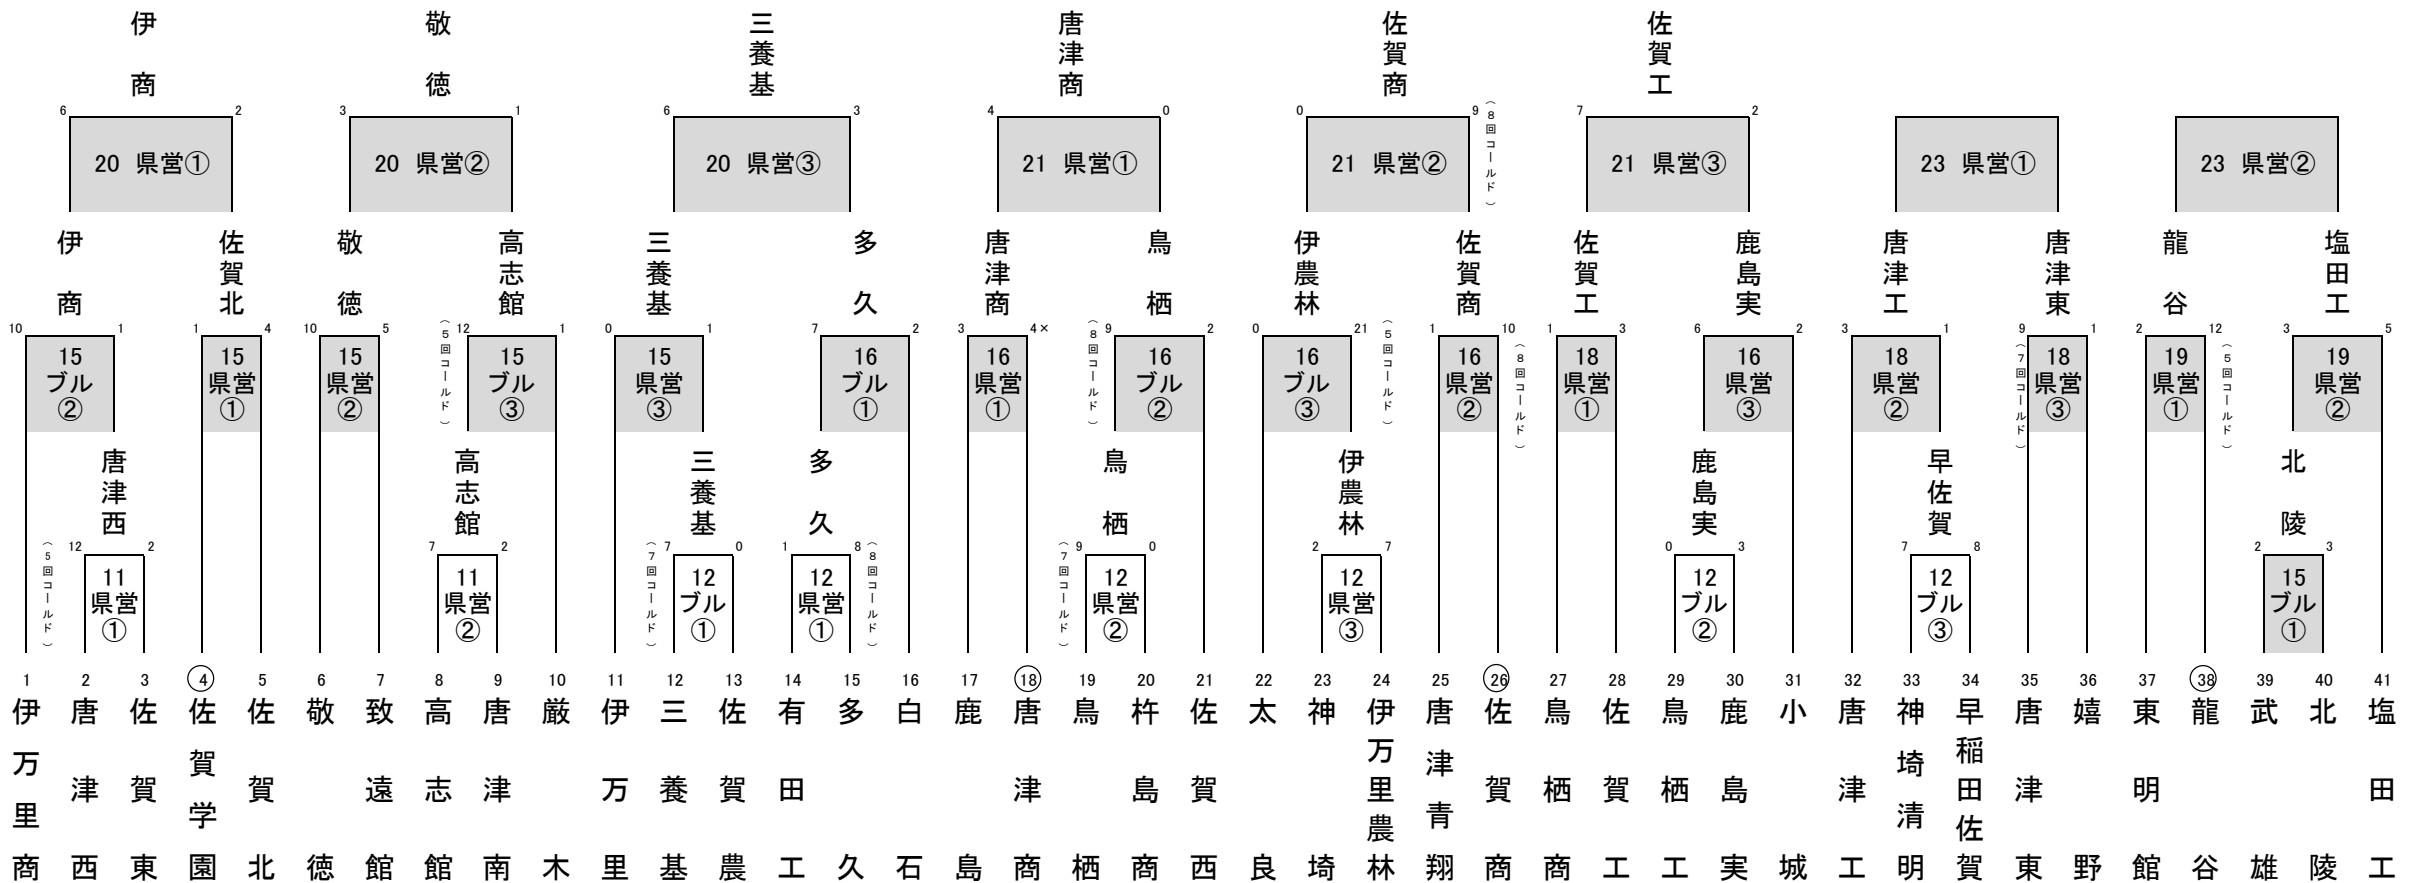 伊商
敬徳
三養基
唐津商
佐賀商
佐賀工
6 2
3 1
6 3
4 0
0 9 （8回コールド）
7 2
20 県営①
20 県営②
20 県営③
21 県営①
21 県営②
21 県営③
23 県営①
23 県営②
伊商
佐賀北
敬徳
高志館
三養基
多久
唐津商
鳥栖
伊農林
佐賀商
佐賀工
鹿島実
唐津工
唐津東
龍谷
塩田工
10 1
1 4
10 5
（5回コールド） 12 1
0 1
7 2
3 4×
（8回コールド） 9 2
0 21 （5回コールド）
1 10 （8回コールド）
1 3
6 2
3 1
（7回コールド） 9 1
2 12 （5回コールド）
3 5
15 ブル②
15 県営①
15 県営②
15 ブル③
15 県営③
16 ブル①
16 県営①
16 ブル②
16 ブル③
16 県営②
18 県営①
16 県営③
18 県営②
18 県営③
19 県営①
19 県営②
唐津西
高志館
三養基
多久
鳥栖
伊農林
鹿島実
早佐賀
北陵
（5回コールド） 12 2
7 2
（7回コールド） 7 0
1 8 （8回コールド）
（7回コールド） 9 0
2 7
0 3
7 8
2 3
11 県営①
11 県営②
12 ブル①
12 県営①
12 県営②
12 県営③
12 ブル②
12 ブル③
15 ブル①
1 伊万里商
2 唐津西
3 佐賀東
4 佐賀学園
5 佐賀北
6 敬徳
7 致遠館
8 高志館
9 唐津南
10 厳木
11 伊万里
12 三養基
13 佐賀農
14 有田工
15 多久
16 白石
17 鹿島
18 唐津商
19 鳥栖
20 杵島商
21 佐賀西
22 太良
23 神埼
24 伊万里農林
25 唐津青翔
26 佐賀商
27 鳥栖商
28 佐賀工
29 鳥栖工
30 鹿島実
31 小城
32 唐津工
33 神埼清明
34 早稲田佐賀
35 唐津東
36 嬉野
37 東明館
38 龍谷
39 武雄
40 北陵
41 塩田工